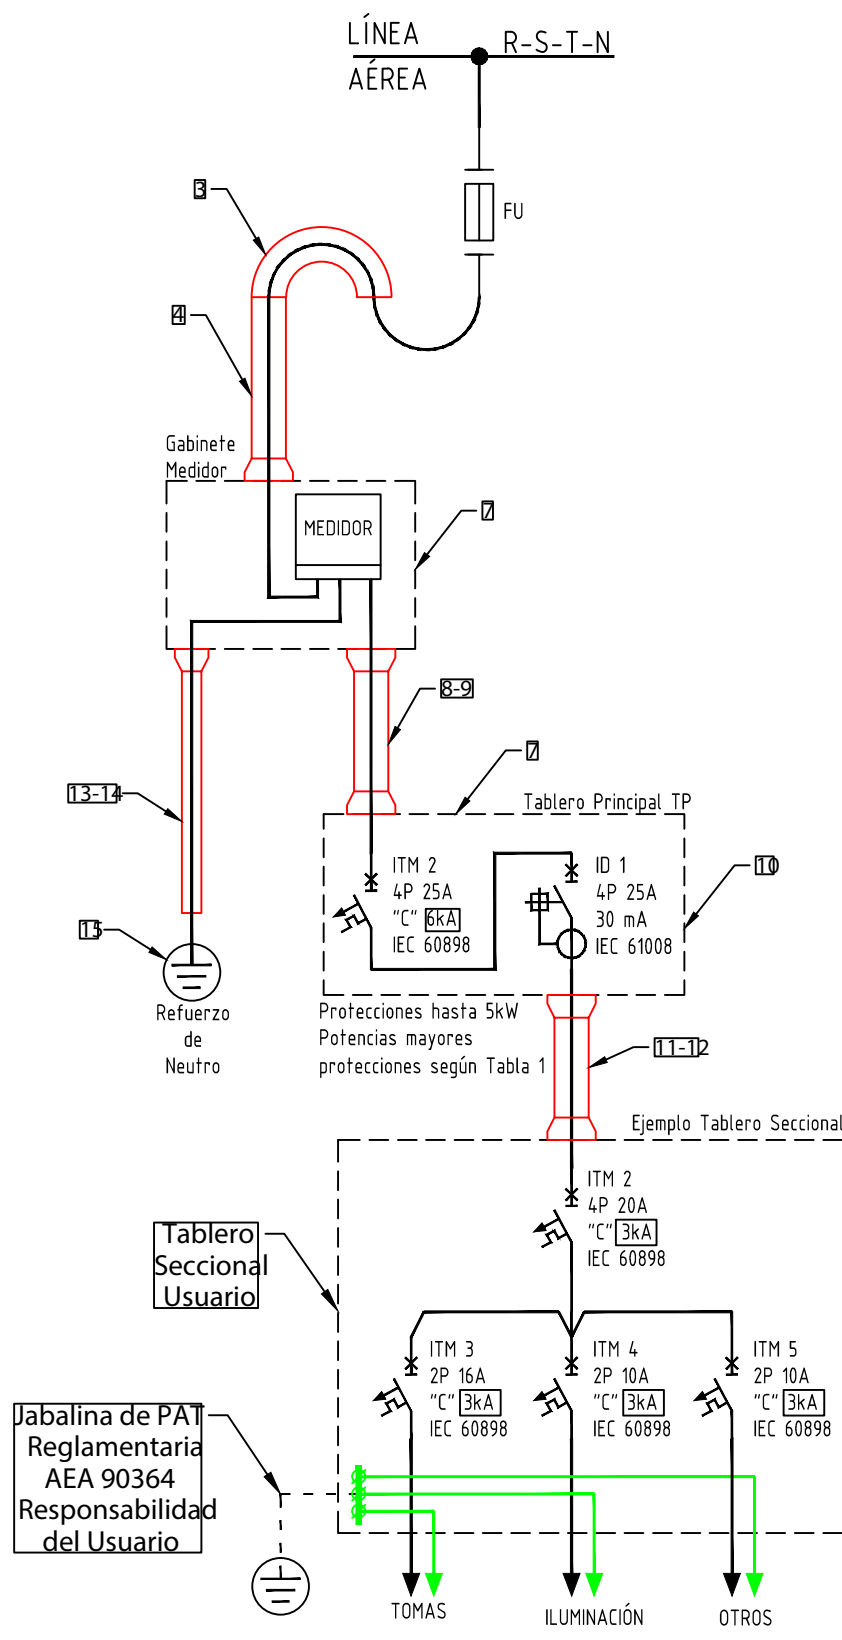 LÍNEA
R-S-T-N
AÉREA
3
FU
4
Gabinete
Medidor
MEDIDOR
7
8-9
7
13-14
Tablero Principal TP
ITM 2
4P 25A
"C" 6kA
IEC 60898
ID 1
4P 25A
30 mA
IEC 61008
10
15
Refuerzo
de
Neutro
Protecciones hasta 5kW
Potencias mayores
protecciones según Tabla 1
11-12
Ejemplo Tablero Seccional
ITM 2
4P 20A
"C" 3kA
IEC 60898
Tablero
Seccional
Usuario
ITM 3
2P 16A
"C" 3kA
IEC 60898
ITM 4
2P 10A
"C" 3kA
IEC 60898
ITM 5
2P 10A
"C" 3kA
IEC 60898
Jabalina de PAT
Reglamentaria
AEA 90364
Responsabilidad
del Usuario
TOMAS
ILUMINACIÓN
OTROS